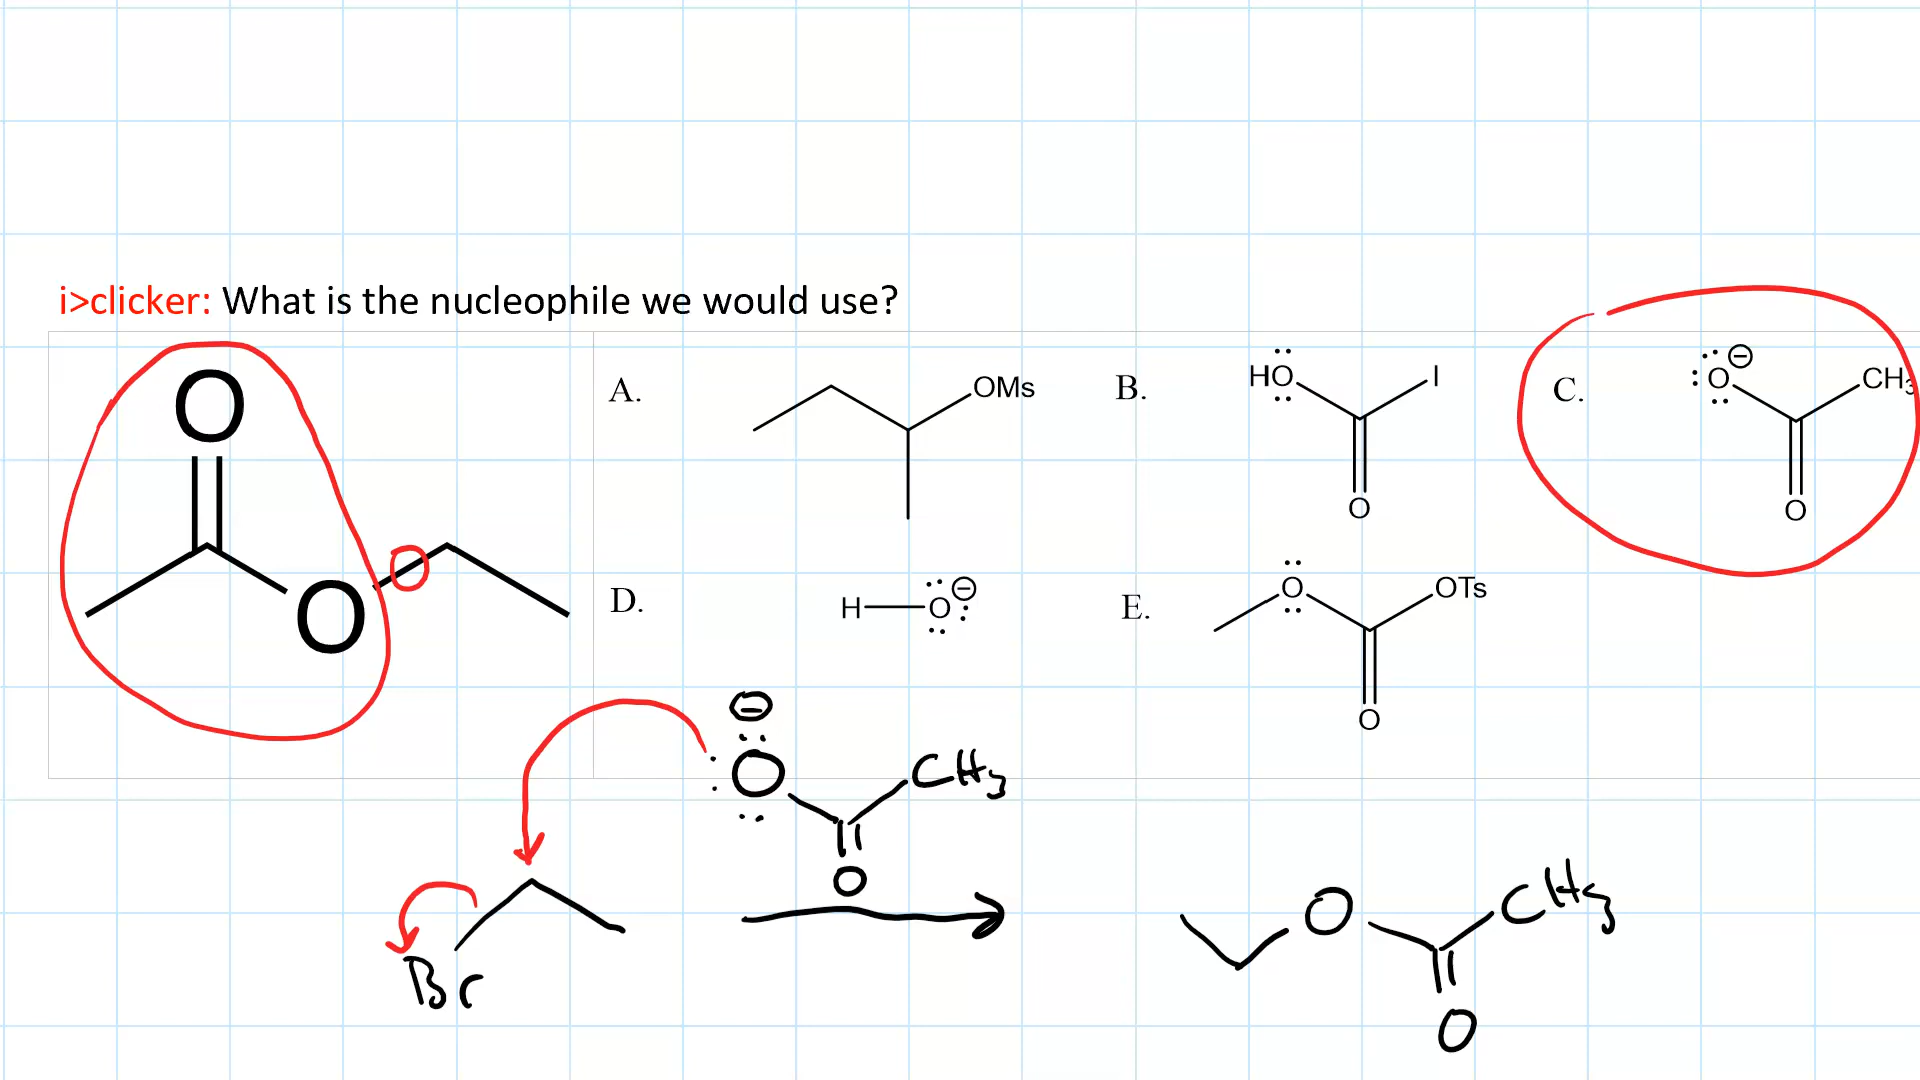 i>clicker: What is the nucleophile we would use?
O
O
A.
OMs
B.
HO
I
O
C.
O ⊖
CH3
O
D.
H O ⊖
E.
O
OTs
O
⊖
O
CH3
O
Br
O
CH3
O